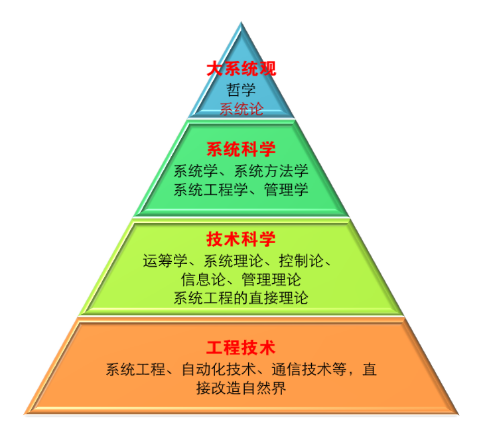 大系统观
哲学
系统论
系统科学
系统学、系统方法学
系统工程学、管理学
技术科学
运筹学、系统理论、控制论、
信息论、管理理论
系统工程的直接理论
工程技术
系统工程、自动化技术、通信技术等，直
接改造自然界